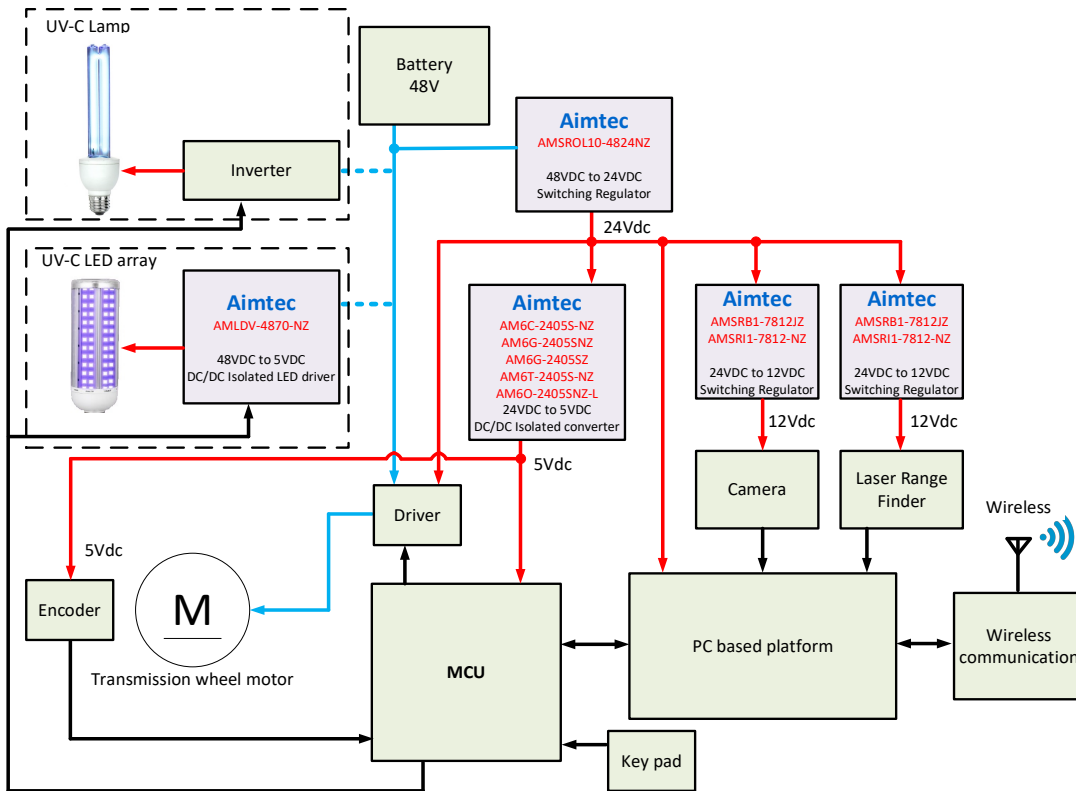 UV-C Lamp
Inverter
Battery
48V
Aimtec
AMSROL10-4824NZ
48VDC to 24VDC
Switching Regulator
24Vdc
UV-C LED array
Aimtec
AMLDV-4870-NZ
48VDC to 5VDC
DC/DC Isolated LED driver
Aimtec
AM6C-2405S-NZ
AM6G-2405SNZ
AM6G-2405SZ
AM6T-2405S-NZ
AM6O-2405SNZ-L
24VDC to 5VDC
DC/DC Isolated converter
Aimtec
AMSRB1-7812JZ
AMSRI1-7812-NZ
24VDC to 12VDC
Switching Regulator
Aimtec
AMSRB1-7812JZ
AMSRI1-7812-NZ
24VDC to 12VDC
Switching Regulator
12Vdc
12Vdc
5Vdc
Driver
Camera
Laser Range
Finder
Wireless
5Vdc
Encoder
M
Transmission wheel motor
MCU
PC based platform
Wireless
communication
Key pad